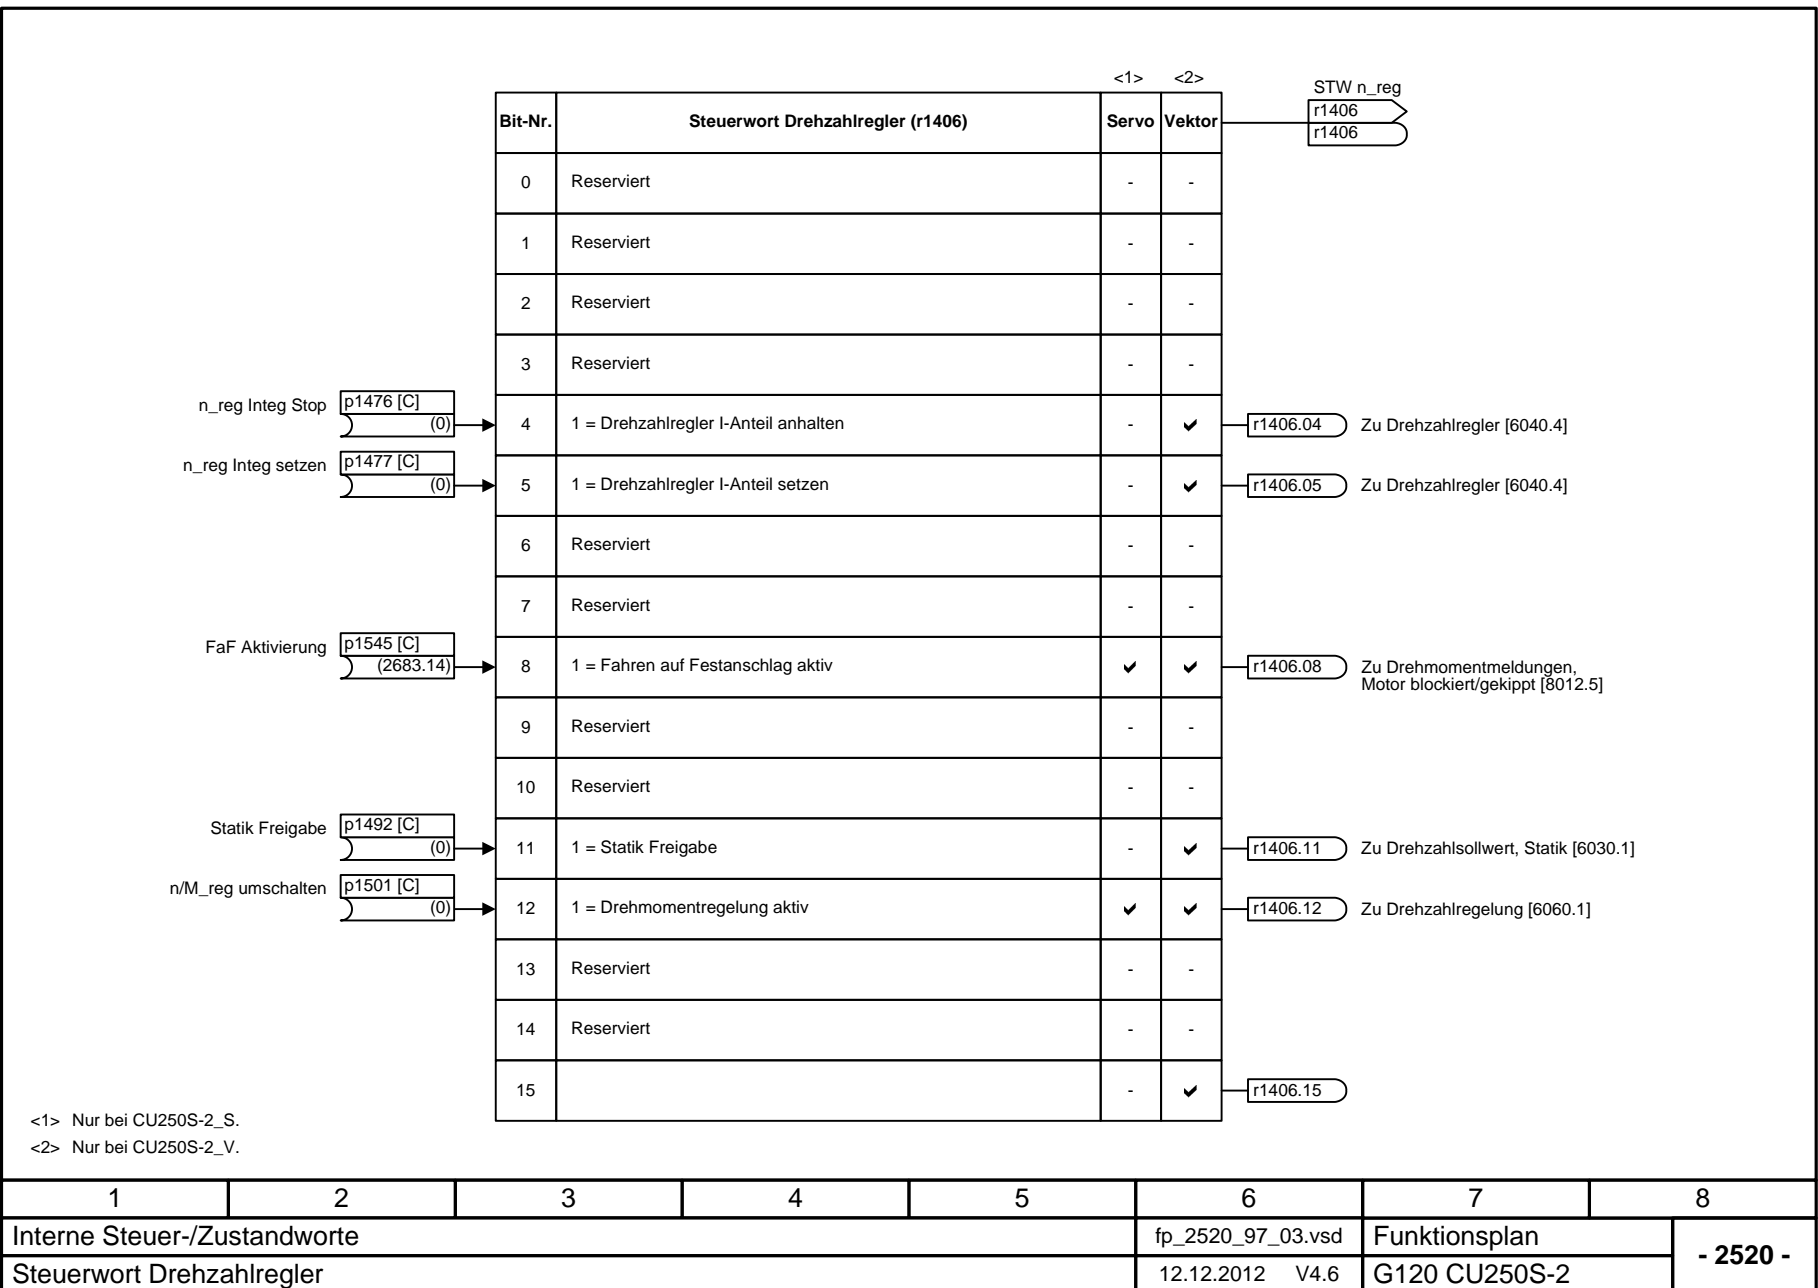 <1> <2>
STW n_reg
r1406
r1406
Bit-Nr. Steuerwort Drehzahlregler (r1406) Servo Vektor
0 Reserviert - -
1 Reserviert - -
2 Reserviert - -
3 Reserviert - -
n_reg Integ Stop p1476 [C]
(0) 4 1 = Drehzahlregler I-Anteil anhalten - ✔ r1406.04 Zu Drehzahlregler [6040.4]
n_reg Integ setzen p1477 [C]
(0) 5 1 = Drehzahlregler I-Anteil setzen - ✔ r1406.05 Zu Drehzahlregler [6040.4]
6 Reserviert - -
7 Reserviert - -
FaF Aktivierung p1545 [C]
(2683.14) 8 1 = Fahren auf Festanschlag aktiv ✔ ✔ r1406.08 Zu Drehmomentmeldungen,
Motor blockiert/gekippt [8012.5]
9 Reserviert - -
10 Reserviert - -
Statik Freigabe p1492 [C]
(0) 11 1 = Statik Freigabe - ✔ r1406.11 Zu Drehzahlsollwert, Statik [6030.1]
n/M_reg umschalten p1501 [C]
(0) 12 1 = Drehmomentregelung aktiv ✔ ✔ r1406.12 Zu Drehzahlregelung [6060.1]
13 Reserviert - -
14 Reserviert - -
15 - ✔ r1406.15
<1> Nur bei CU250S-2_S.
<2> Nur bei CU250S-2_V.
1 2 3 4 5 6 7 8
Interne Steuer-/Zustandworte fp_2520_97_03.vsd Funktionsplan
- 2520 -
Steuerwort Drehzahlregler 12.12.2012 V4.6 G120 CU250S-2